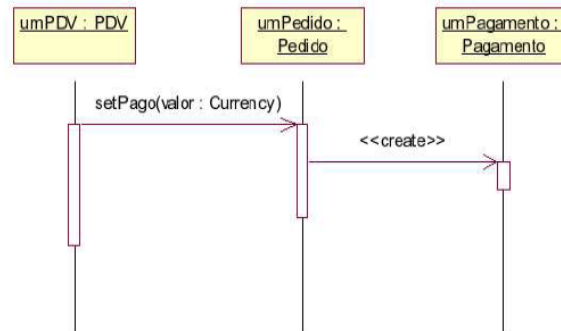 umPDV : PDV
umPedido :
Pedido
umPagamento :
Pagamento
setPago(valor : Currency)
<<create>>